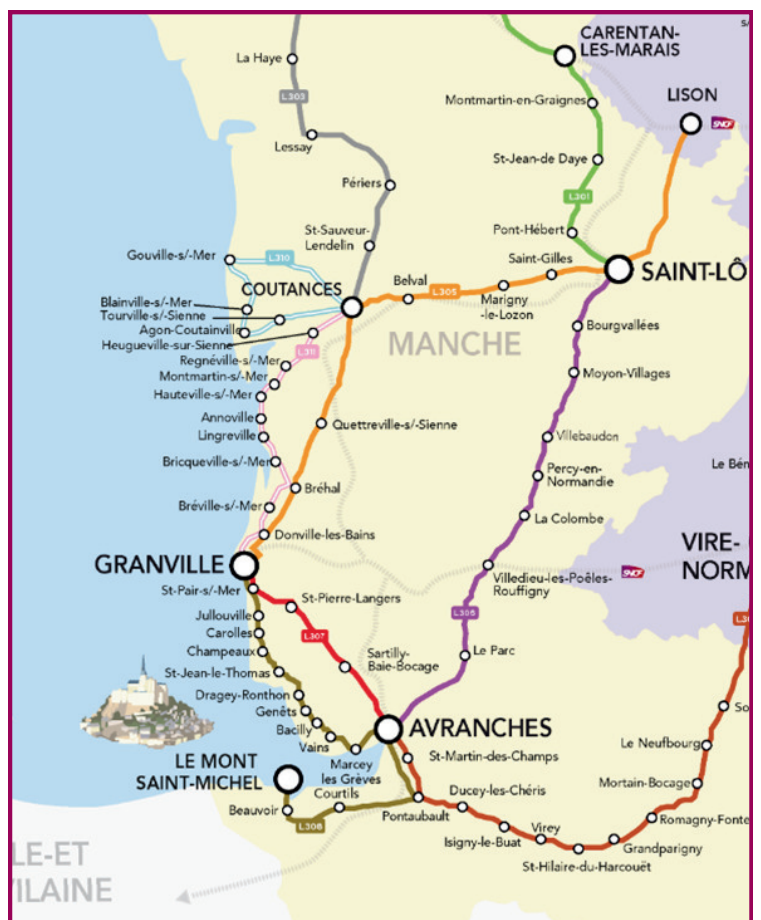 CARENTAN-
LES-MARAIS
La Haye
LISON
SNCF
L303
Montmartin-en-Graignes
Lessay
St-Jean-de Daye
Périers
L301
Pont-Hébert
St-Sauveur-
Lendelin
Gouville-s/-Mer
L310
Saint-Gilles
SAINT-LÔ
COUTANCES
Belval
L305
Marigny
-le-Lozon
Blainville-s/-Mer
Tourville-s/-Sienne
Agon-Coutainville
Heugueville-sur-Sienne
L311
MANCHE
Bourgvallées
Regnéville-s/-Mer
Montmartin-s/-Mer
Moyon-Villages
Hauteville-s/-Mer
Annoville
Quettreville-s/-Sienne
Lingreville
Villebaudon
Bricqueville-s/-Mer
Percy-en-
Normandie
Bréhal
Bréville-s/-Mer
La Colombe
Donville-les-Bains
VIRE-
NORM
GRANVILLE
Villedieu-les-Poêles-
Rouffigny
SNCF
St-Pair-s/-Mer
St-Pierre-Langers
Jullouville
L307
Carolles
Champeaux
Sartilly-
Baie-Bocage
Le Parc
St-Jean-le-Thomas
Dragey-Ronthon
Genêts
Bacilly
Vains
AVRANCHES
Marcey
les Grèves
St-Martin-des-Champs
Le Neufbourg
LE MONT
SAINT-MICHEL
Courtils
Beauvoir
Pontaubault
Ducey-les-Chéris
Mortain-Bocage
Isigny-le-Buat
Virey
Romagny-Fonte
Grandparigny
St-Hilaire-du-Harcouët
LE-ET
VILAINE